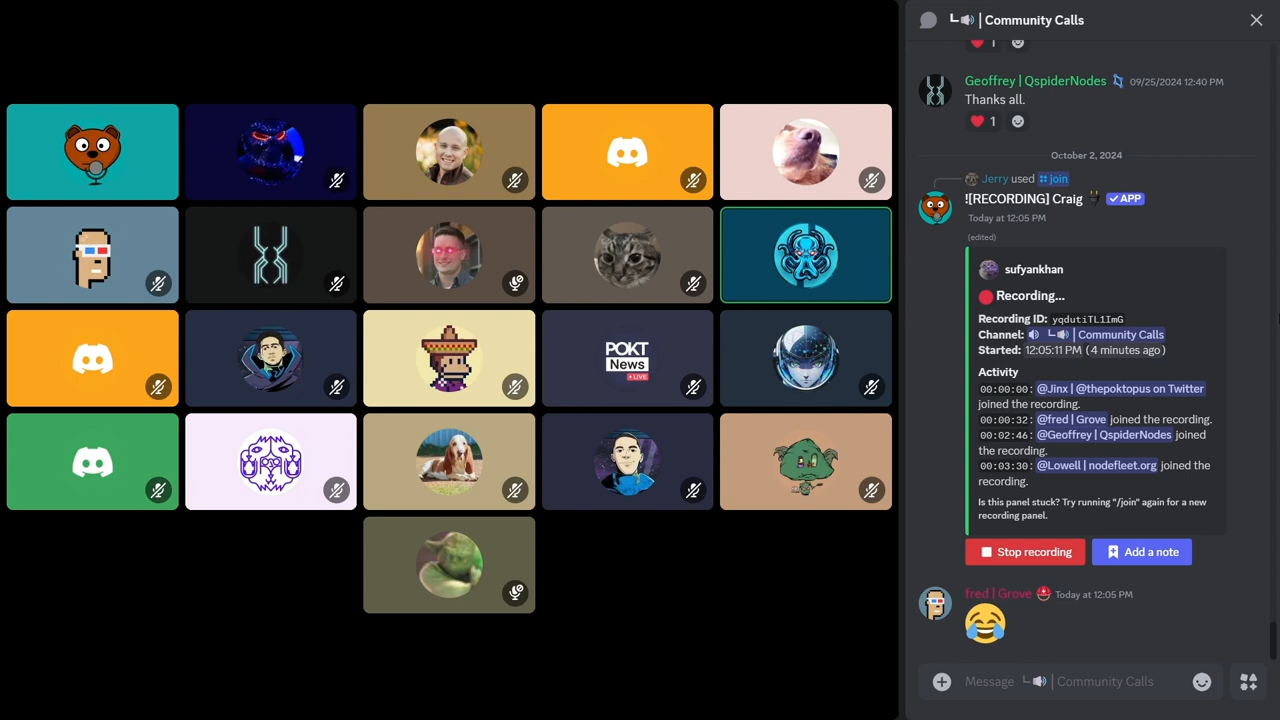 POKT
News
LIVE
| Community Calls
1
Geoffrey | QspiderNodes 09/25/2024 12:40 PM
Thanks all.
1
October 2, 2024
Jerry used join
![RECORDING] Craig APP
Today at 12:05 PM
(edited)
sufyankhan
Recording...
Recording ID: yqdutiTL1ImG
Channel: | Community Calls
Started: 12:05:11 PM (4 minutes ago)
Activity
00:00:00: @Jinx | @thepoktopus on Twitter
joined the recording.
00:00:32: @fred | Grove joined the recording.
00:02:46: @Geoffrey | QspiderNodes joined
the recording.
00:03:30: @Lowell | nodefleet.org joined the
recording.
Is this panel stuck? Try running "/join" again for a new
recording panel.
Stop recording
Add a note
fred | Grove Today at 12:05 PM
Message | Community Calls